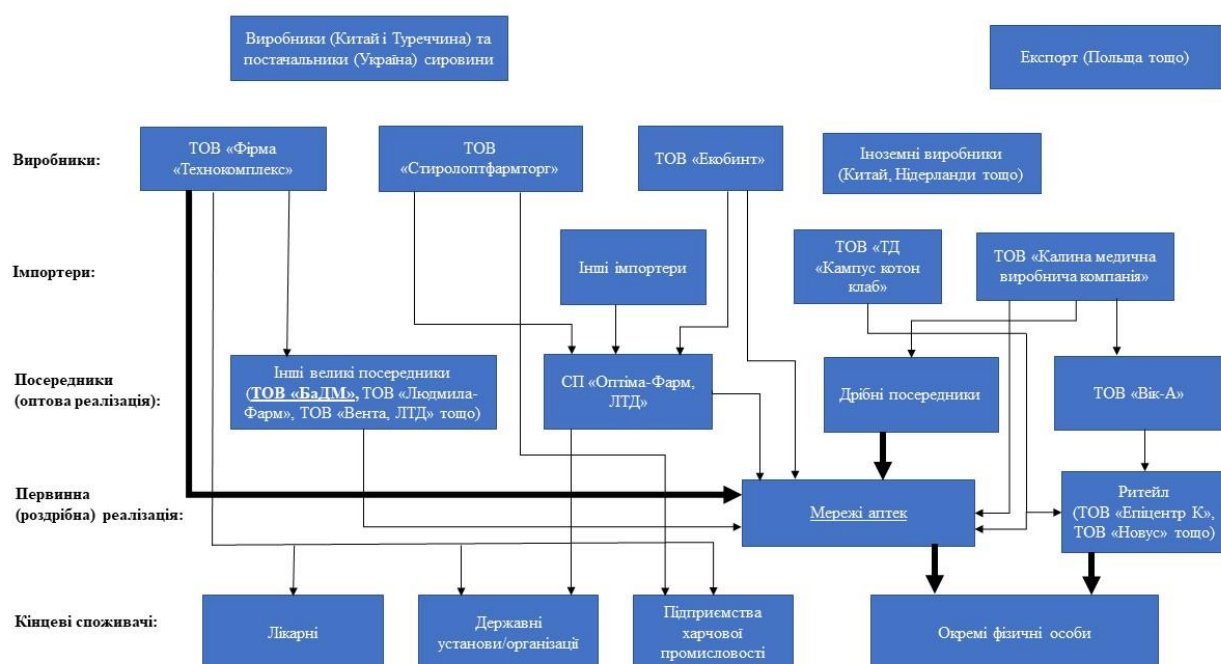 Виробники (Китай і Туреччина) та
постачальники (Україна) сировини
Експорт (Польща тощо)
Виробники:
ТОВ «Фірма
«Технокомплекс»
ТОВ
«Стиролоптфармторг»
ТОВ «Екобинт»
Іноземні виробники
(Китай, Нідерланди тощо)
Імпортери:
Інші імпортери
ТОВ «ТД
«Кампус котон
клаб»
ТОВ «Калина медична
виробнича компанія»
Посередники
(оптова реалізація):
Інші великі посередники
(ТОВ «БаДМ», ТОВ «Людмила-
Фарм», ТОВ «Вента, ЛТД» тощо)
СП «Оптіма-Фарм,
ЛТД»
Дрібні посередники
ТОВ «Вік-А»
Первинна
(роздрібна) реалізація:
Мережі аптек
Ритейл
(ТОВ «Епіцентр К»,
ТОВ «Новус» тощо)
Кінцеві споживачі:
Лікарні
Державні
установи/організації
Підприємства
харчової
промисловості
Окремі фізичні особи